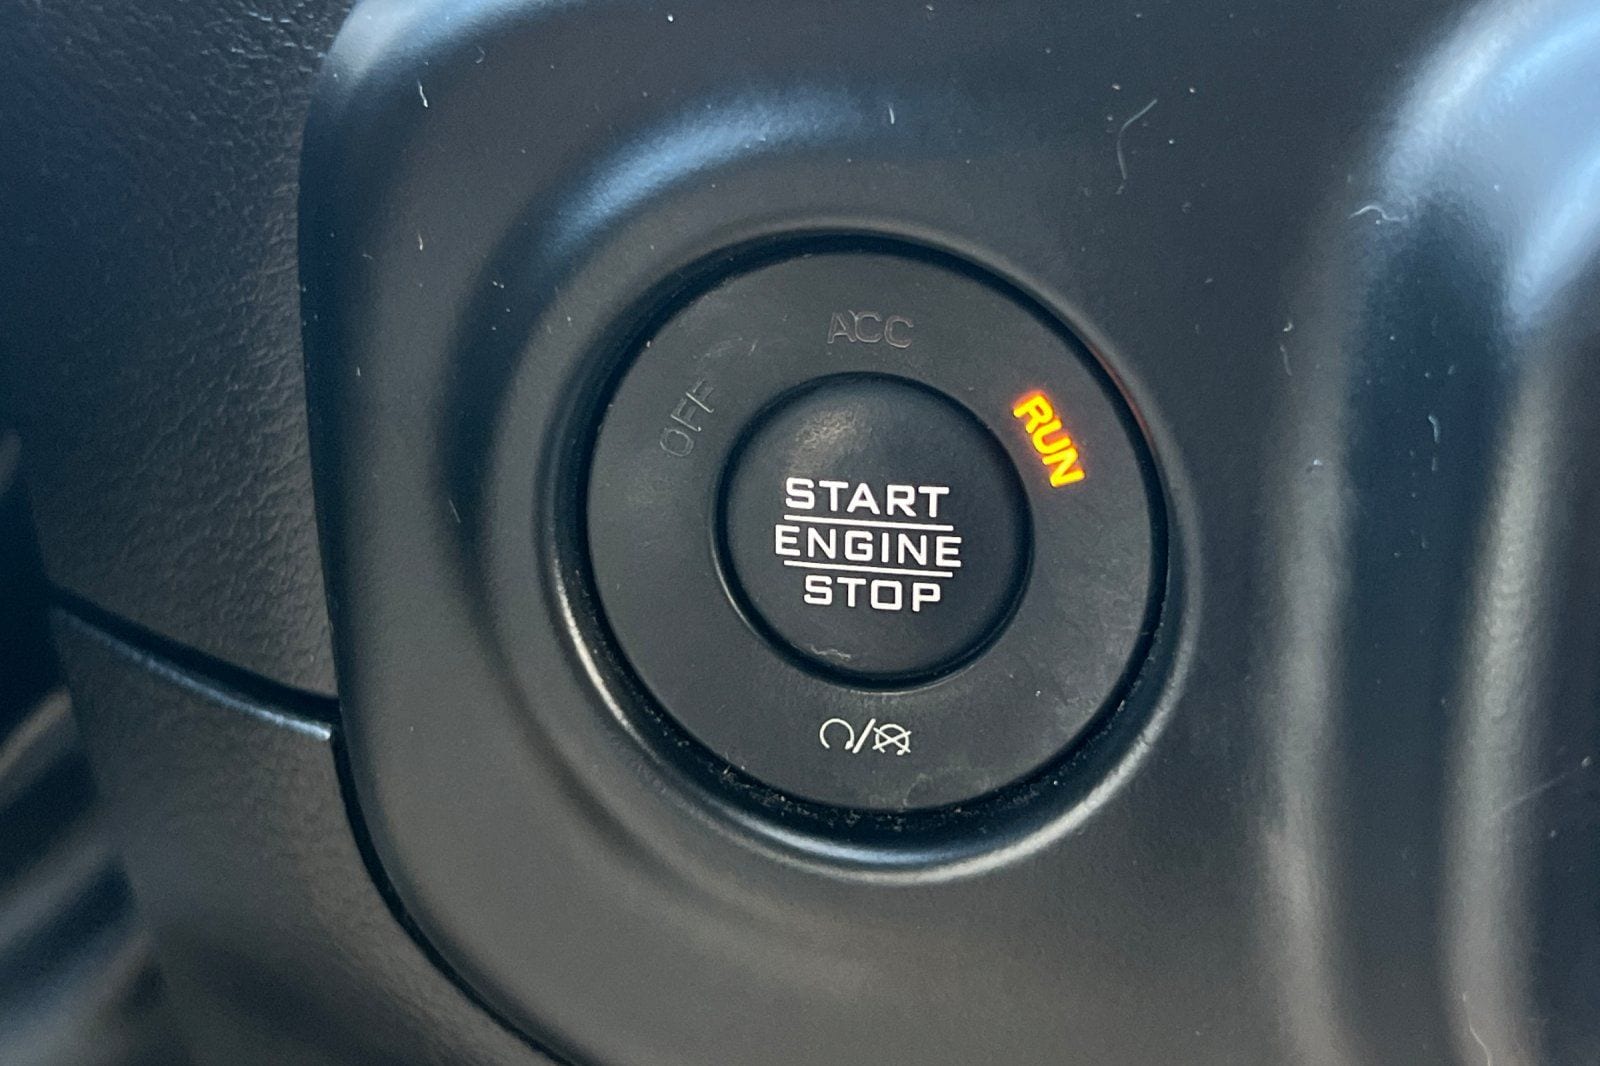 ACC
OFF
RUN
START
ENGINE
STOP